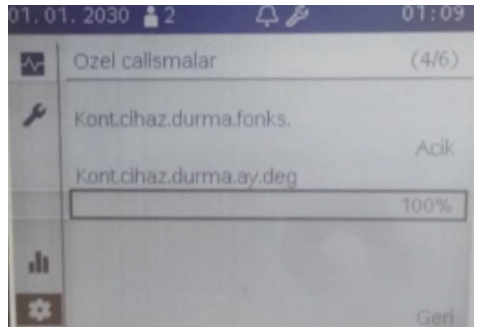 01. 01. 2030 2 01:09
Ozel calismalar (4/6)
Kont.cihaz.durma.fonks.
Acik
Kont.cihaz.durma.ay.deg
100%
Geri